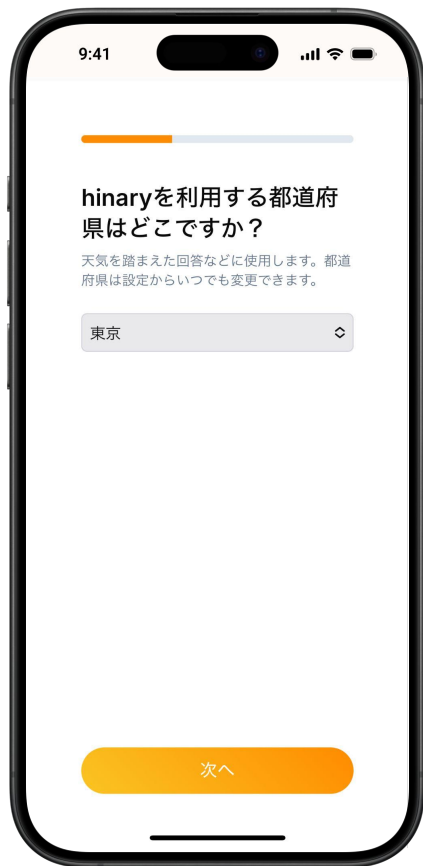 9:41
hinaryを利用する都道府
県はどこですか？
天気を踏まえた回答などに使用します。都道
府県は設定からいつでも変更できます。
東京
次へ